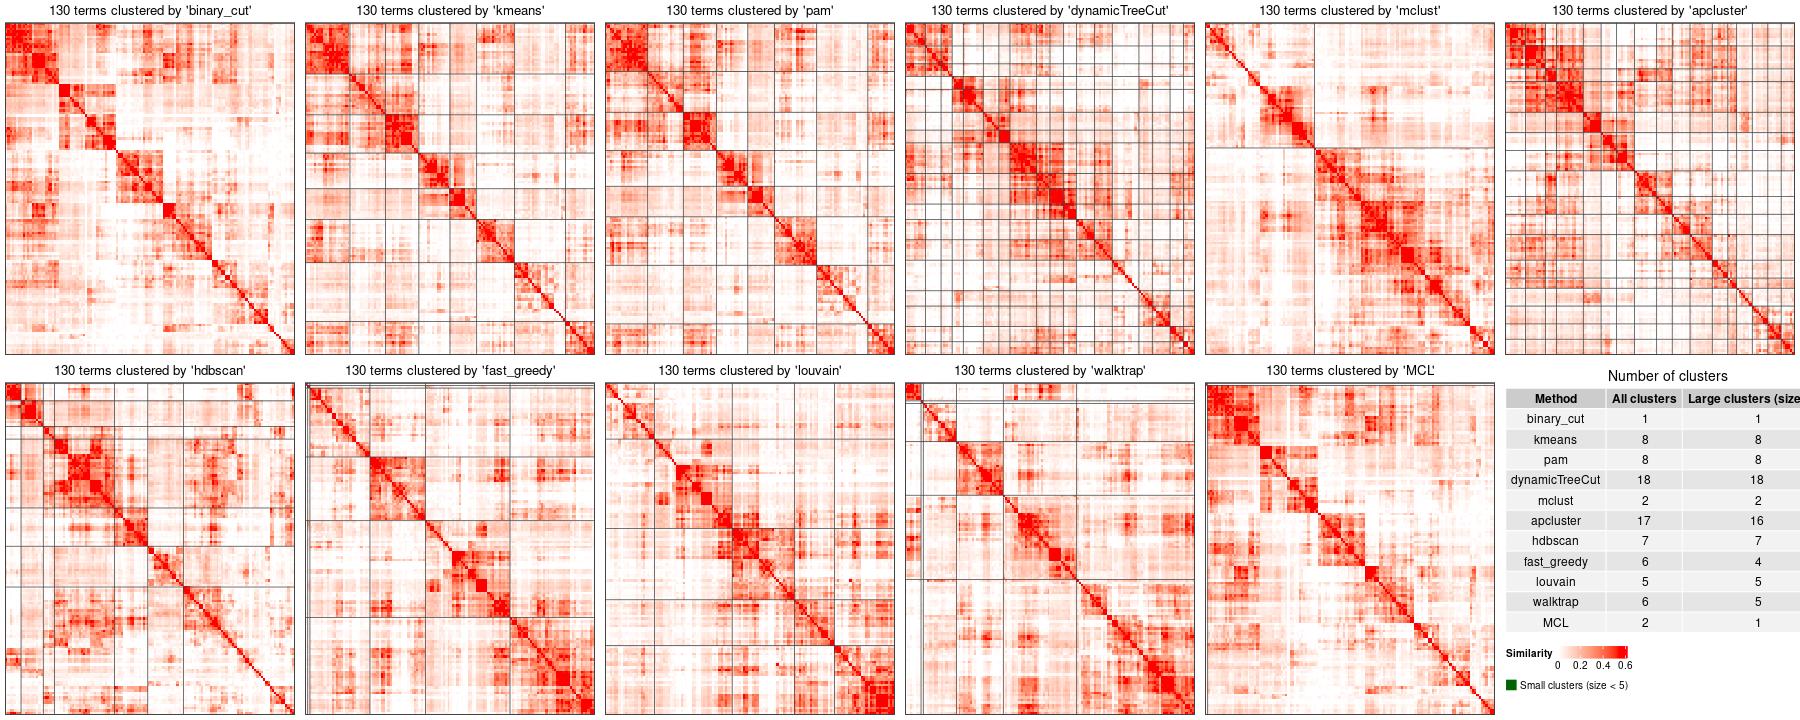 130 terms clustered by 'binary_cut'
130 terms clustered by 'kmeans'
130 terms clustered by 'pam'
130 terms clustered by 'dynamicTreeCut'
130 terms clustered by 'mclust'
130 terms clustered by 'apcluster'
130 terms clustered by 'hdbscan'
130 terms clustered by 'fast_greedy'
130 terms clustered by 'louvain'
130 terms clustered by 'walktrap'
130 terms clustered by 'MCL'
Number of clusters
Method All clusters Large clusters (size
binary_cut 1 1
kmeans 8 8
pam 8 8
dynamicTreeCut 18 18
mclust 2 2
apcluster 17 16
hdbscan 7 7
fast_greedy 6 4
louvain 5 5
walktrap 6 5
MCL 2 1
Similarity
0 0.2 0.4 0.6
Small clusters (size < 5)